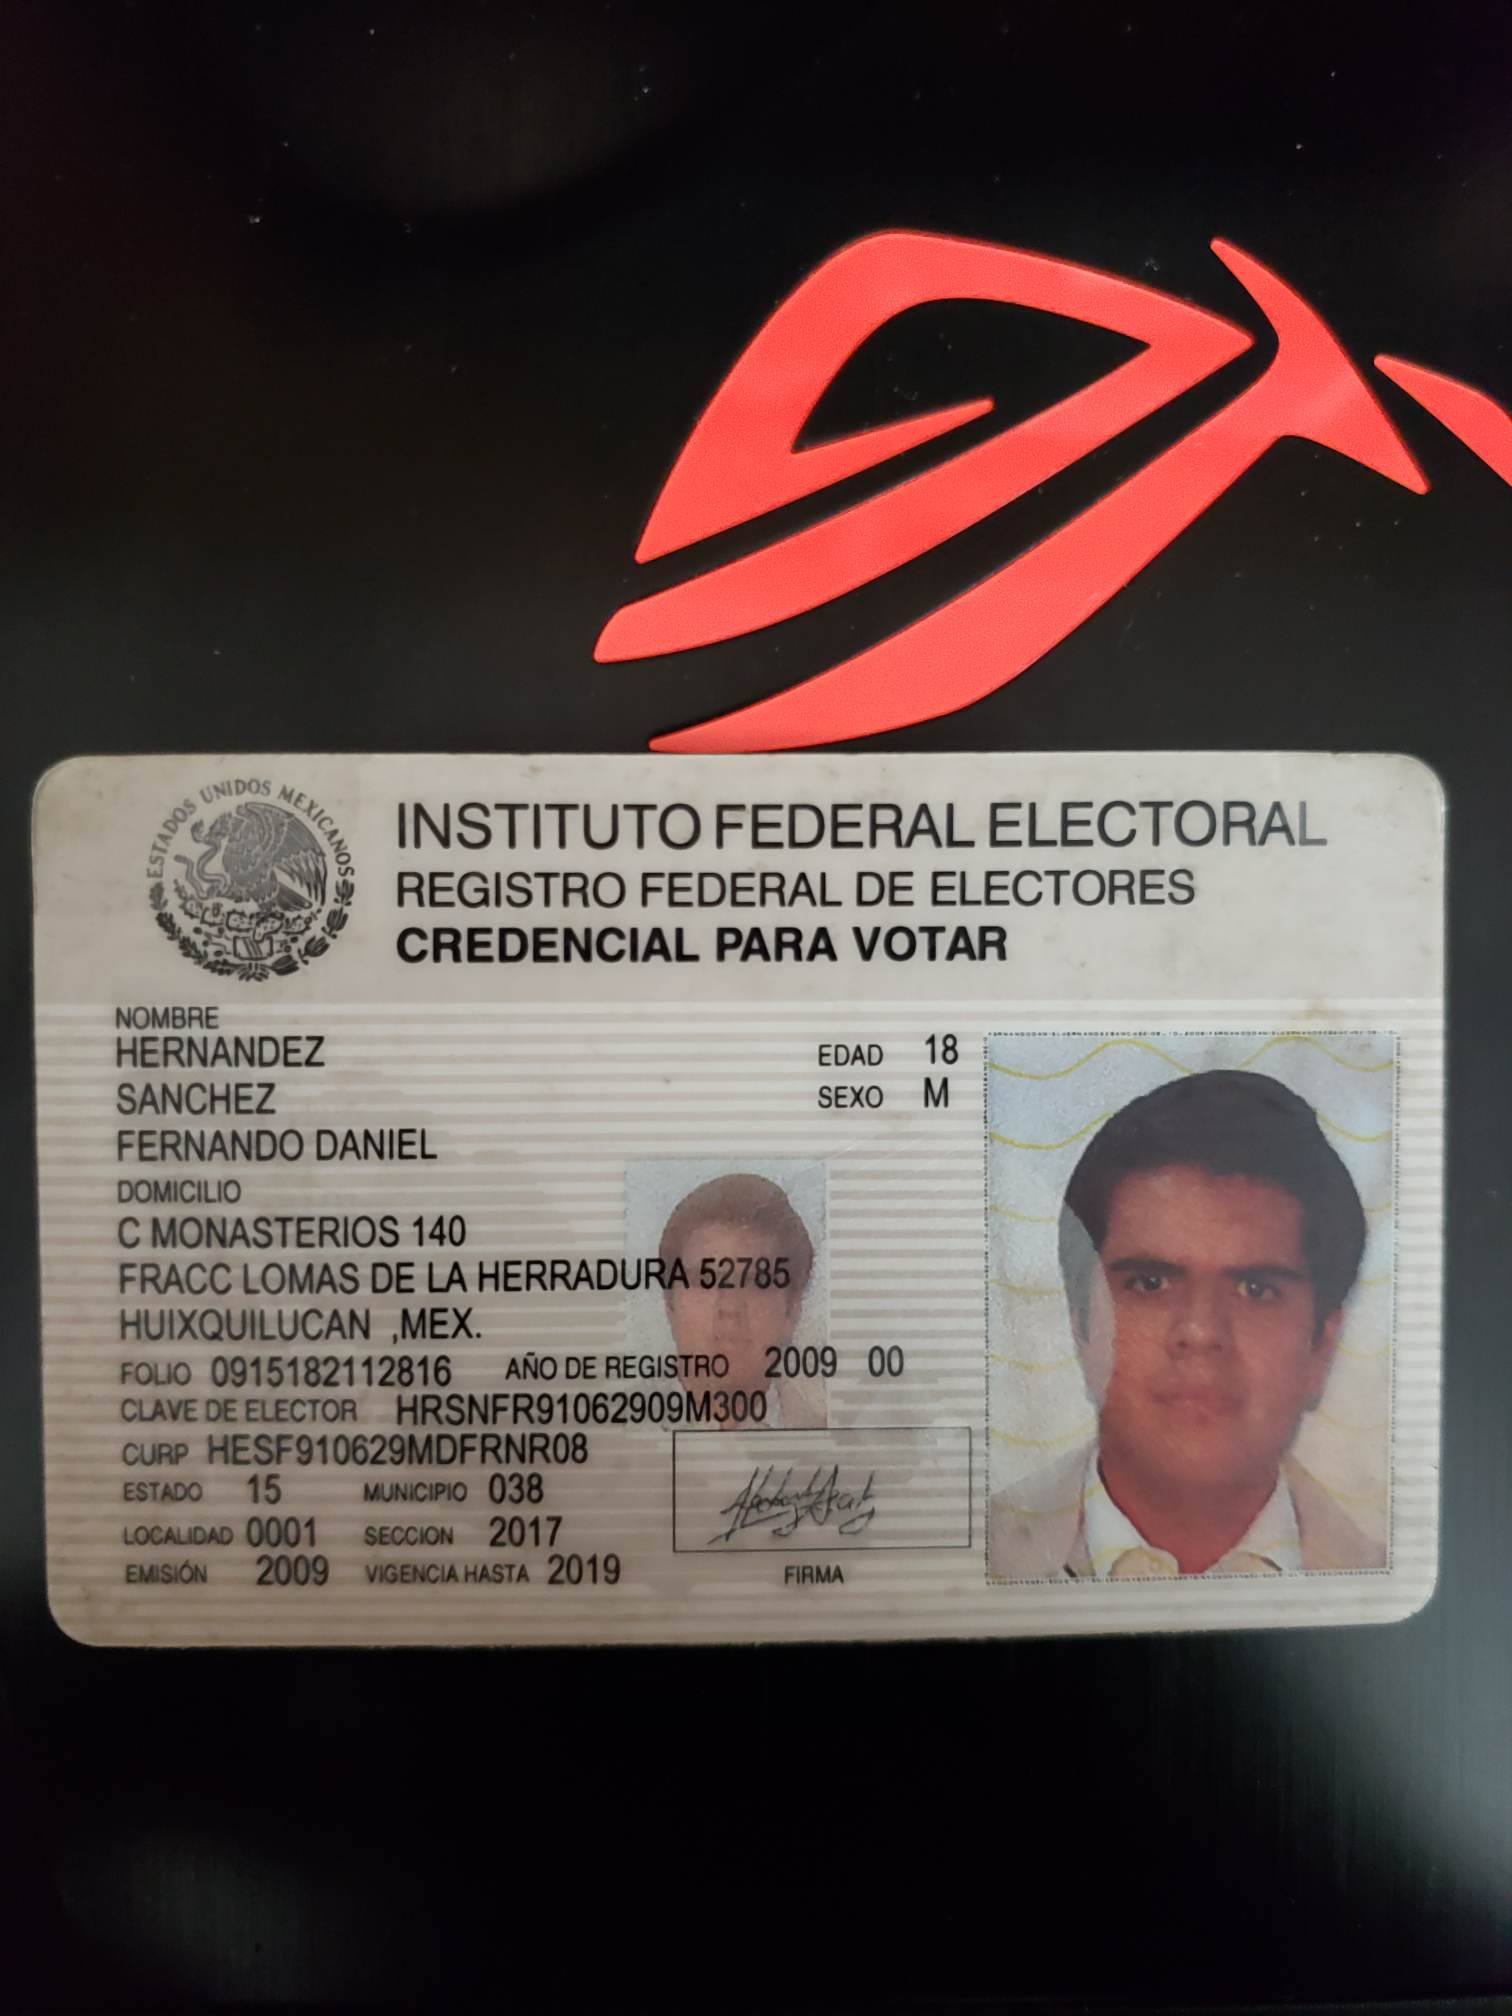 ESTADOS UNIDOS MEXICANOS
INSTITUTO FEDERAL ELECTORAL
REGISTRO FEDERAL DE ELECTORES
CREDENCIAL PARA VOTAR
NOMBRE
HERNANDEZ
EDAD 18
SANCHEZ
SEXO M
FERNANDO DANIEL
DOMICILIO
C MONASTERIOS 140
FRACC LOMAS DE LA HERRADURA 52785
HUIXQUILUCAN ,MEX.
FOLIO 0915182112816 AÑO DE REGISTRO 2009 00
CLAVE DE ELECTOR HRSNFR91062909M300
CURP HESF910629MDFRNR08
ESTADO 15 MUNICIPIO 038
LOCALIDAD 0001 SECCION 2017
EMISIÓN 2009 VIGENCIA HASTA 2019
FIRMA